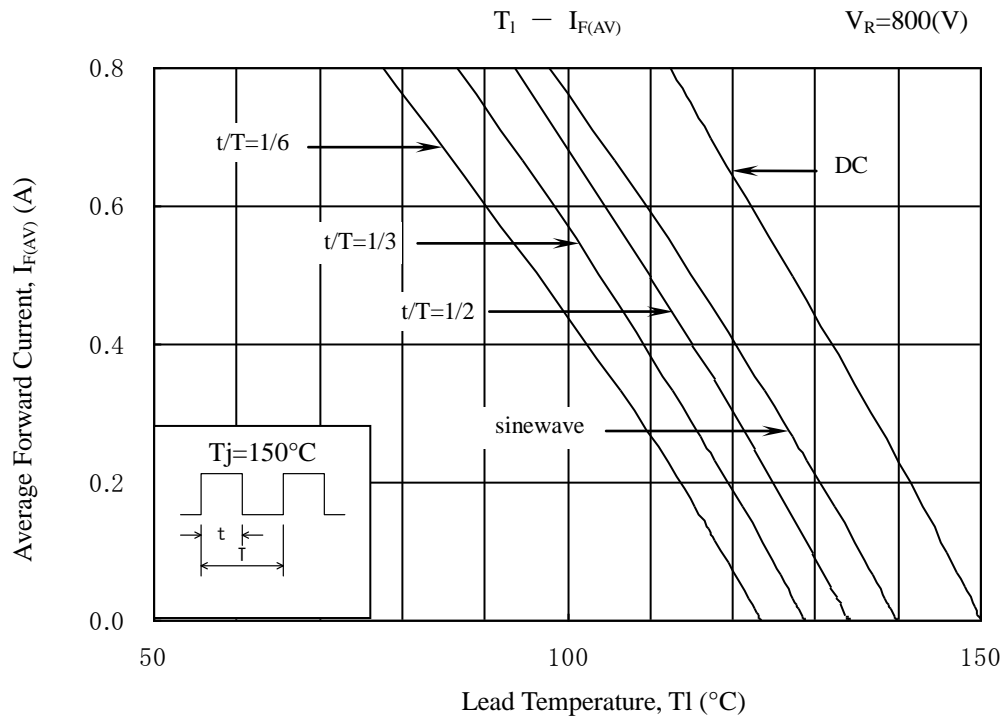 Tl － IF(AV)
VR=800(V)
0.8
0.6
0.4
0.2
0.0
Average Forward Current, IF(AV) (A)
t/T=1/6
t/T=1/3
t/T=1/2
sinewave
DC
Tj=150°C
t
T
50
100
150
Lead Temperature, Tl (°C)